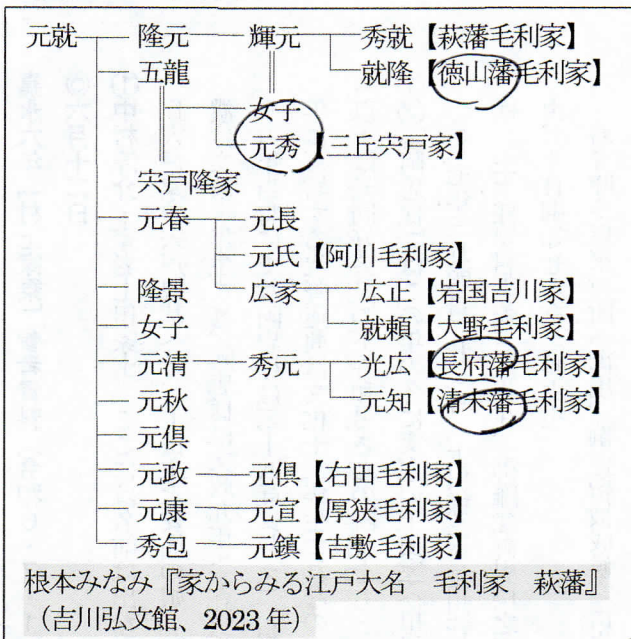 元就 隆元 輝元 秀就【萩藩毛利家】
就隆【徳山藩毛利家】
五龍
女子
元秀【三丘宍戸家】
宍戸隆家
元春 元長
元氏【阿川毛利家】
隆景 広家 広正【岩国吉川家】
女子 就頼【大野毛利家】
元清 秀元 光広【長府藩毛利家】
元秋 元知【清末藩毛利家】
元倶
元政 元倶【右田毛利家】
元康 元宣【厚狭毛利家】
秀包 元鎮【吉敷毛利家】
根本みなみ『家からみる江戸大名 毛利家 萩藩』
(吉川弘文館、2023年)